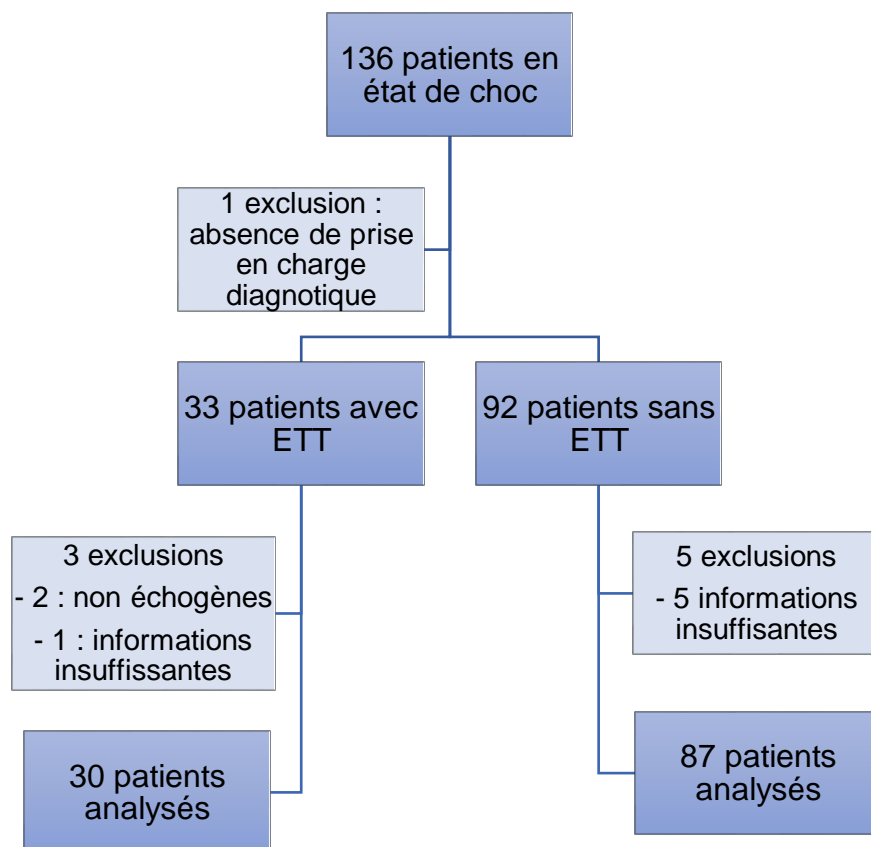 136 patients en
état de choc
1 exclusion :
absence de prise
en charge
diagnotique
33 patients avec
ETT
92 patients sans
ETT
3 exclusions
- 2 : non échogènes
- 1 : informations
insuffissantes
5 exclusions
- 5 informations
insuffisantes
30 patients
analysés
87 patients
analysés